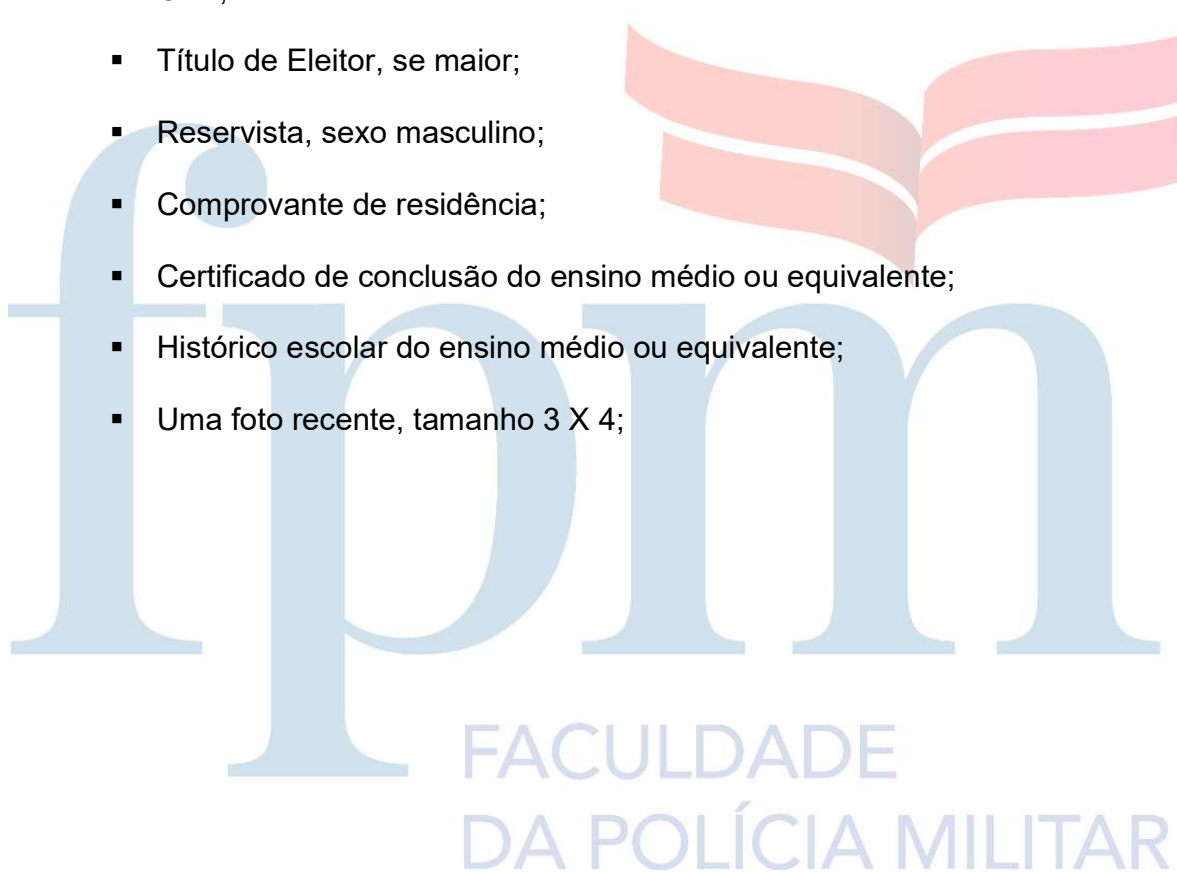 ▪ Título de Eleitor, se maior;
▪ Reservista, sexo masculino;
▪ Comprovante de residência;
▪ Certificado de conclusão do ensino médio ou equivalente;
▪ Histórico escolar do ensino médio ou equivalente;
▪ Uma foto recente, tamanho 3 X 4;
fpm
FACULDADE
DA POLÍCIA MILITAR